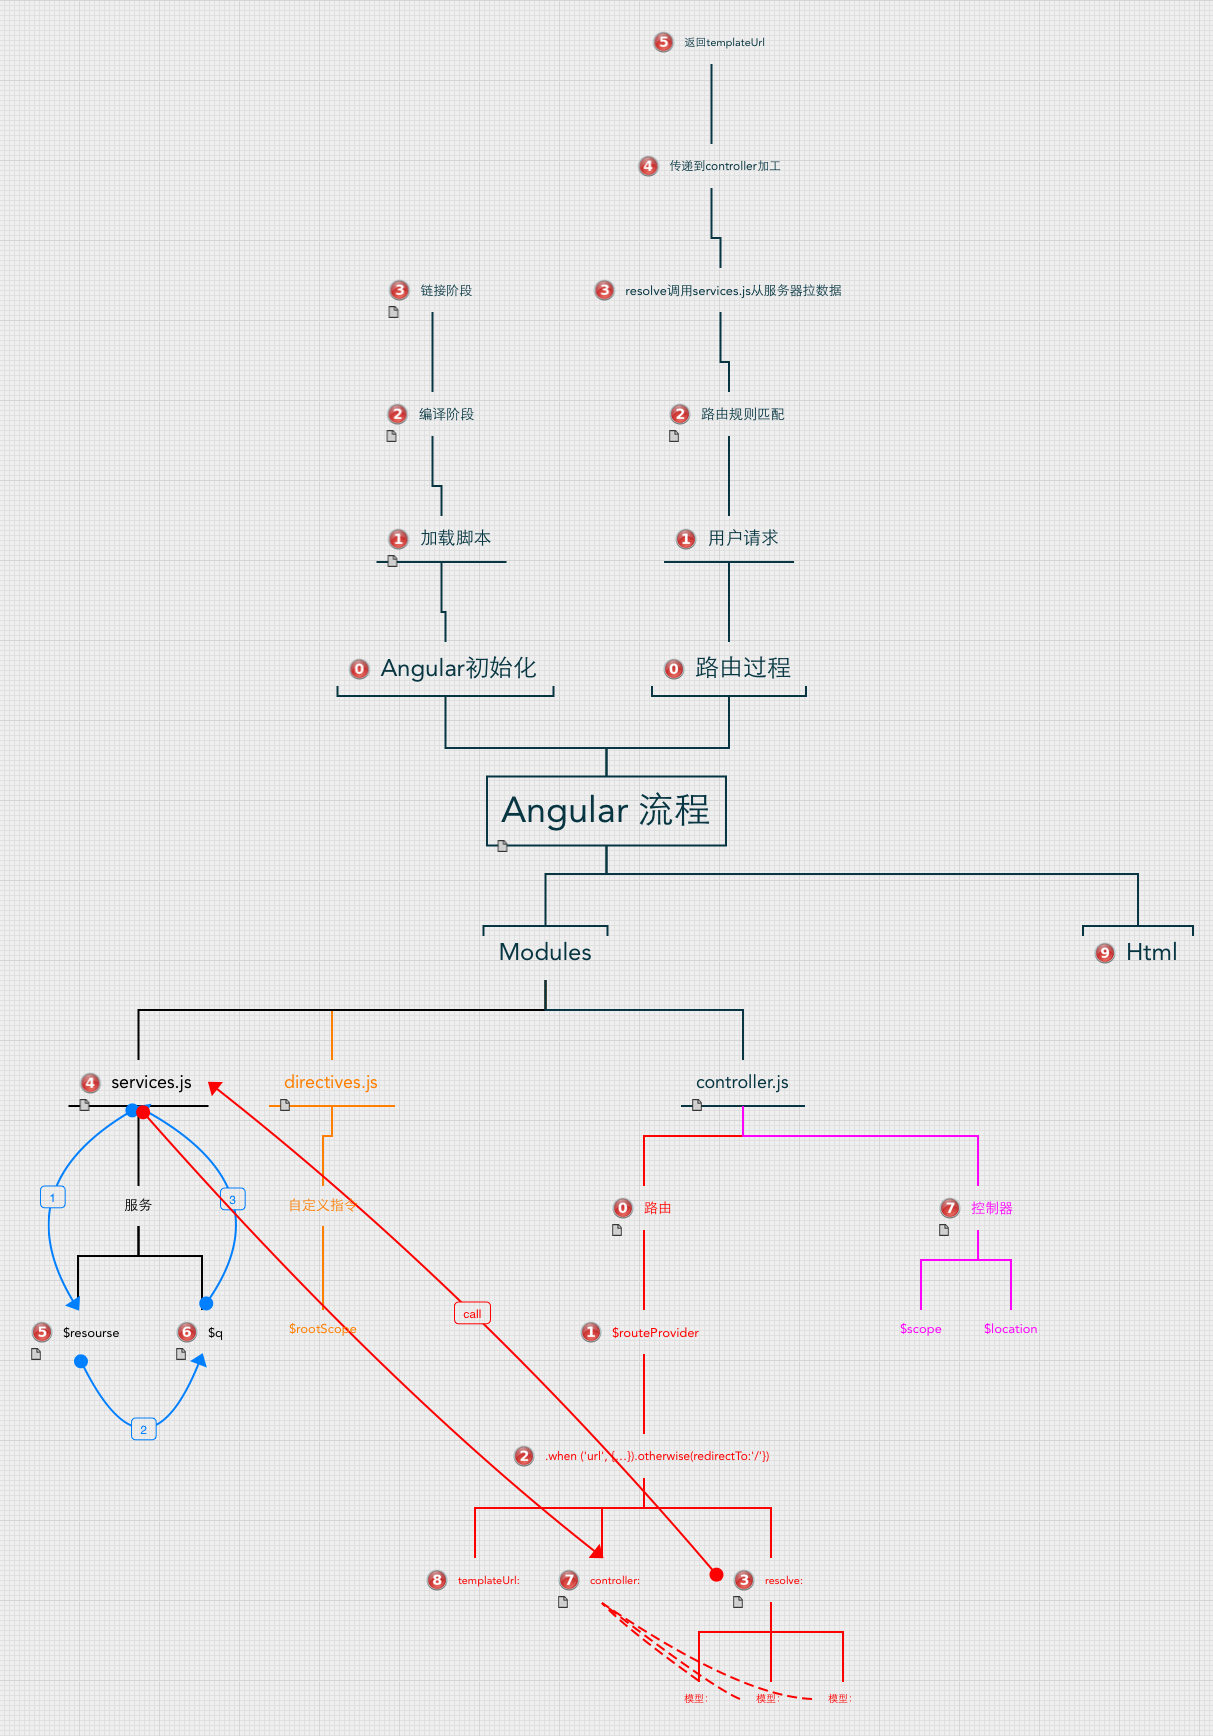 5 返回templateUrl
4 传递到controller加工
3 链接阶段
3 resolve调用services.js从服务器拉数据
2 编译阶段
2 路由规则匹配
1 加载脚本
1 用户请求
0 Angular初始化
0 路由过程
Angular 流程
Modules
9 Html
4 services.js
directives.js
controller.js
1
服务
3
自定义指令
0 路由
7 控制器
call
5 $resourse
6 $q
$rootScope
1 $routeProvider
$scope
$location
2
2 .when ('url', {...}).otherwise(redirectTo:'/'})
8 templateUrl:
7 controller:
3 resolve:
模型:
模型:
模型: